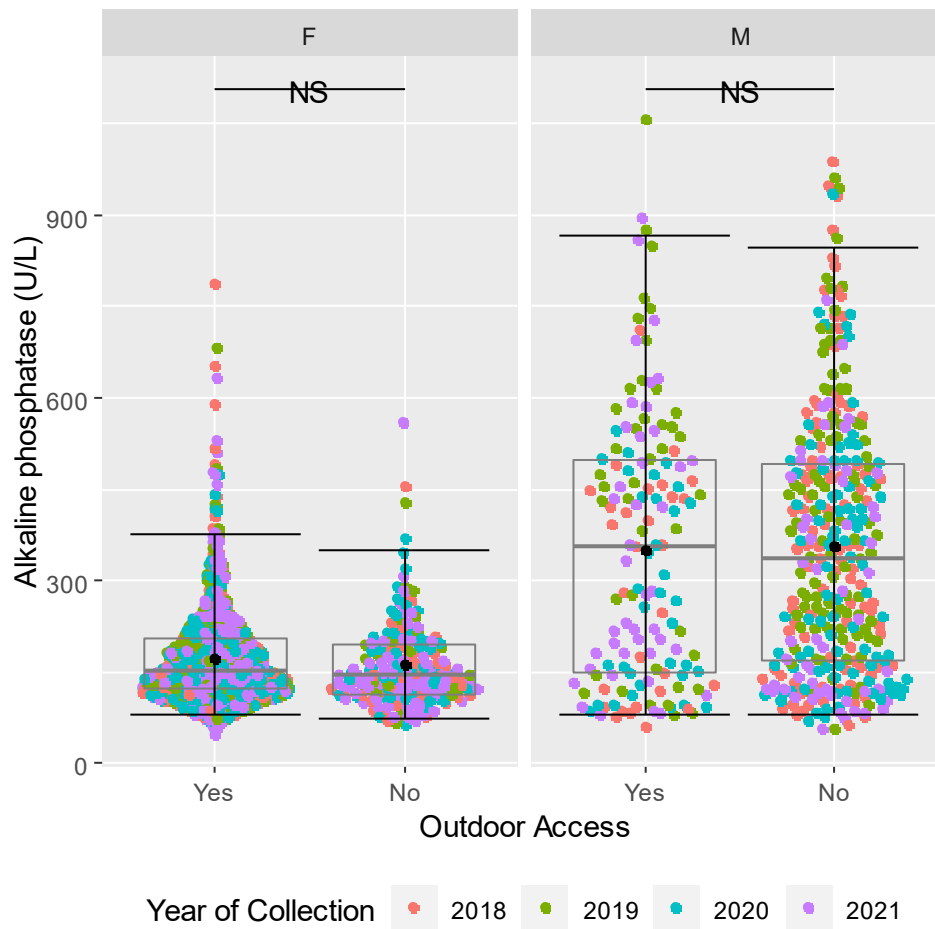 F M
NS NS
Alkaline phosphatase (U/L)
900
600
300
0
Yes No Yes No
Outdoor Access
Year of Collection 2018 2019 2020 2021